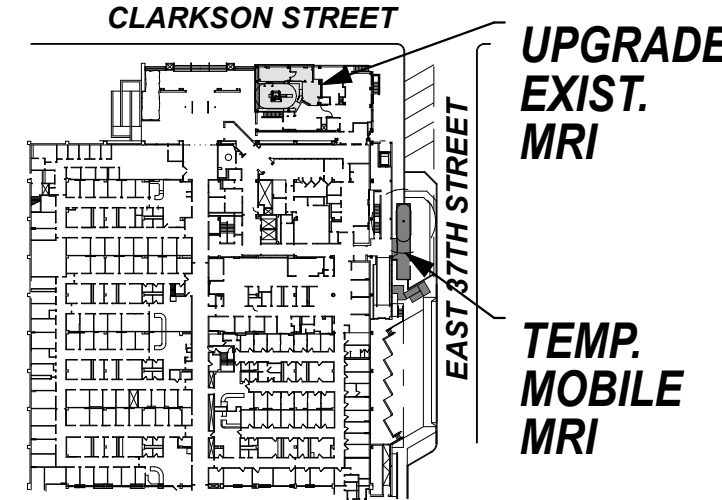 CLARKSON STREET
UPGRADE
EXIST.
MRI
EAST 37TH STREET
TEMP.
MOBILE
MRI